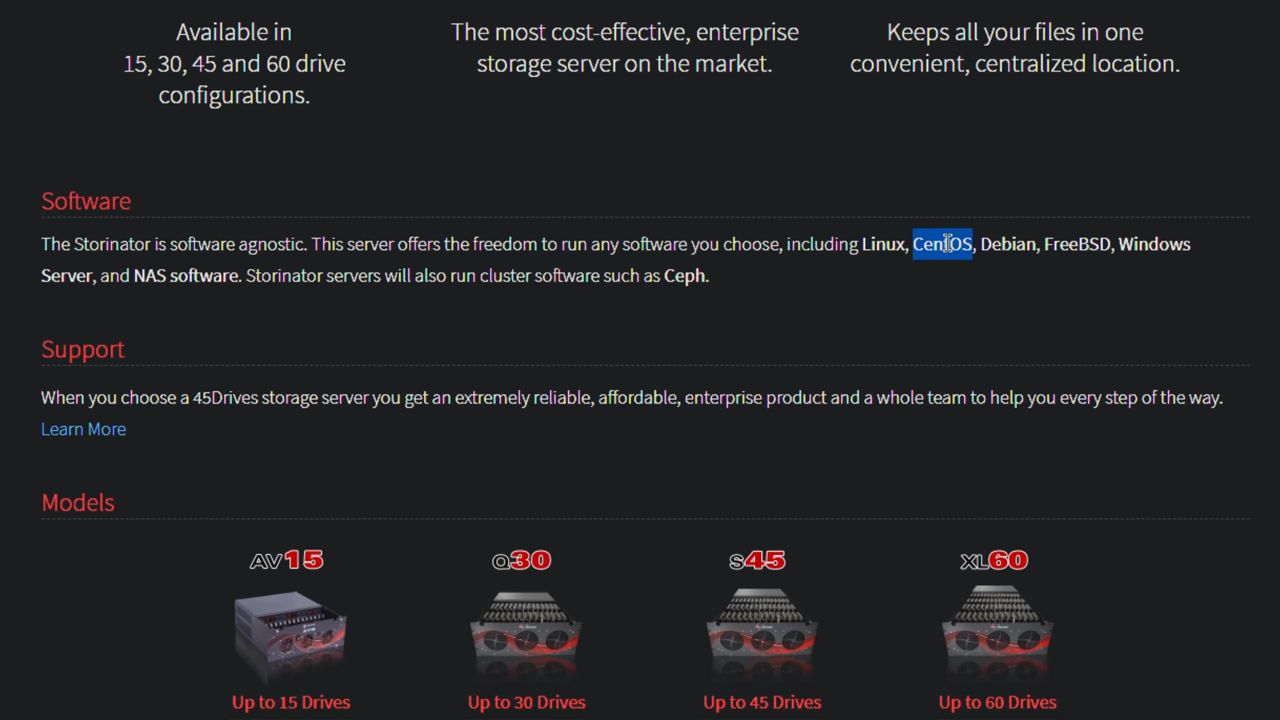 Available in
15, 30, 45 and 60 drive
configurations.
The most cost-effective, enterprise
storage server on the market.
Keeps all your files in one
convenient, centralized location.
Software
The Storinator is software agnostic. This server offers the freedom to run any software you choose, including Linux, CentOS, Debian, FreeBSD, Windows
Server, and NAS software. Storinator servers will also run cluster software such as Ceph.
Support
When you choose a 45Drives storage server you get an extremely reliable, affordable, enterprise product and a whole team to help you every step of the way.
Learn More
Models
AV15
Q30
S45
XL60
Up to 15 Drives
Up to 30 Drives
Up to 45 Drives
Up to 60 Drives